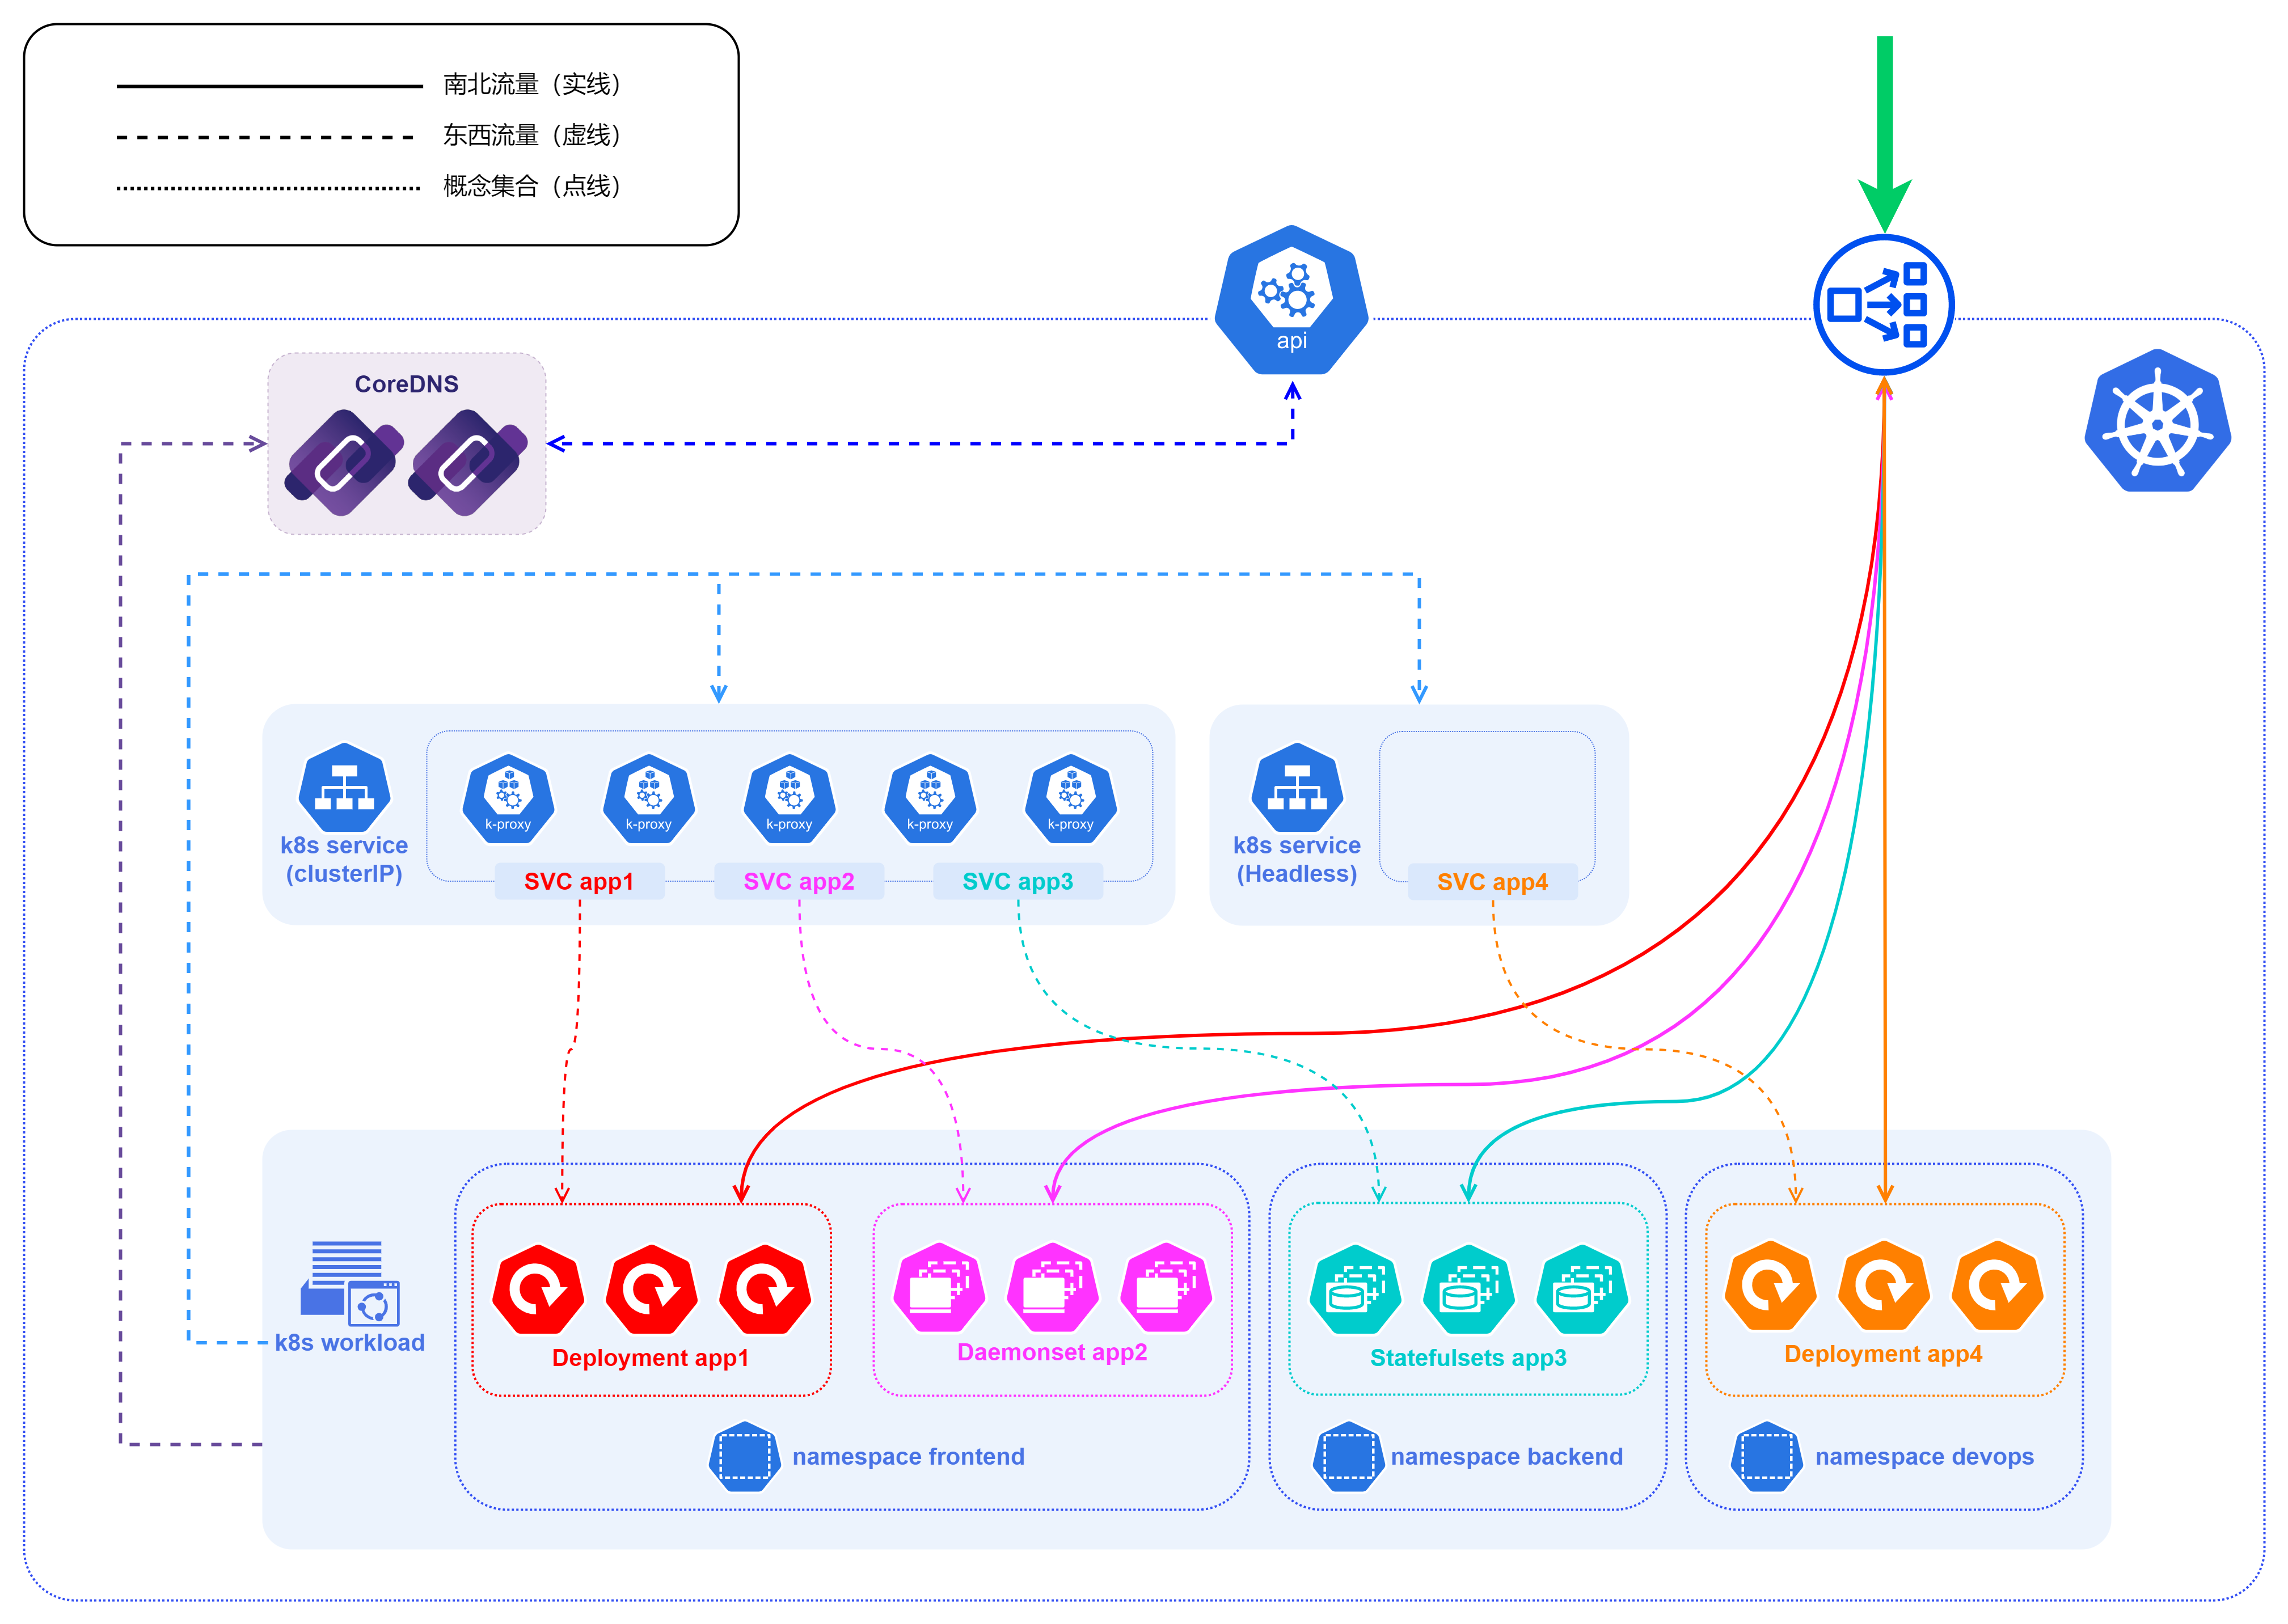 南北流量（实线）
东西流量（虚线）
概念集合（点线）
api
CoreDNS
k-proxy
k-proxy
k-proxy
k-proxy
k-proxy
k8s service
(clusterIP)
SVC app1
SVC app2
SVC app3
k8s service
(Headless)
SVC app4
k8s workload
Deployment app1
Daemonset app2
Statefulsets app3
Deployment app4
namespace frontend
namespace backend
namespace devops